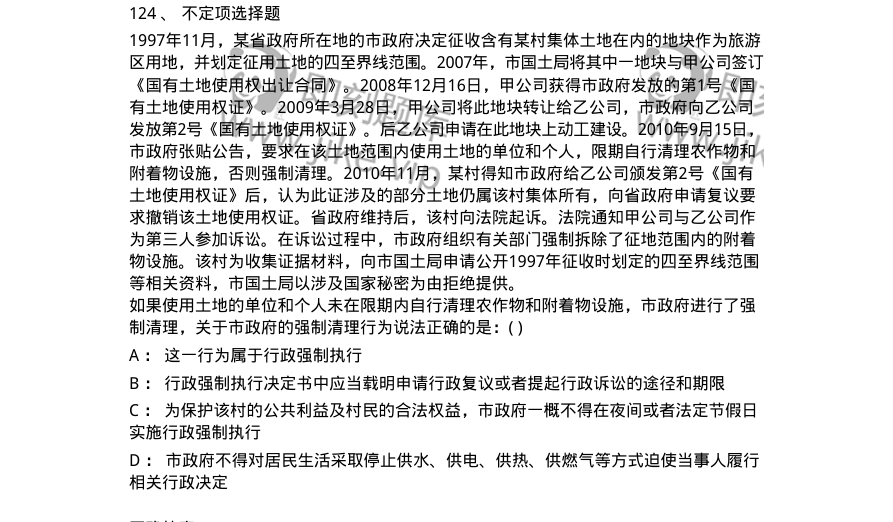 124 、 不定项选择题
1997年11月，某省政府所在地的市政府决定征收含有某村集体土地在内的地块作为旅游
区用地，并划定征用土地的四至界线范围。2007年，市国土局将其中一地块与甲公司签订
《国有土地使用权出让合同》。2008年12月16日，甲公司获得市政府发放的第1号《国
有土地使用权证》。2009年3月28日，甲公司将此地块转让给乙公司，市政府向乙公司
发放第2号《国有土地使用权证》。后乙公司申请在此地块上动工建设。2010年9月15日，
市政府张贴公告，要求在该土地范围内使用土地的单位和个人，限期自行清理农作物和
附着物设施，否则强制清理。2010年11月，某村得知市政府给乙公司颁发第2号《国有
土地使用权证》后，认为此证涉及的部分土地仍属该村集体所有，向省政府申请复议要
求撤销该土地使用权证。省政府维持后，该村向法院起诉。法院通知甲公司与乙公司作
为第三人参加诉讼。在诉讼过程中，市政府组织有关部门强制拆除了征地范围内的附着
物设施。该村为收集证据材料，向市国土局申请公开1997年征收时划定的四至界线范围
等相关资料，市国土局以涉及国家秘密为由拒绝提供。
如果使用土地的单位和个人未在限期内自行清理农作物和附着物设施，市政府进行了强
制清理，关于市政府的强制清理行为说法正确的是：( )
A ： 这一行为属于行政强制执行
B ： 行政强制执行决定书中应当载明申请行政复议或者提起行政诉讼的途径和期限
C ： 为保护该村的公共利益及村民的合法权益，市政府一概不得在夜间或者法定节假日
实施行政强制执行
D ： 市政府不得对居民生活采取停止供水、供电、供热、供燃气等方式迫使当事人履行
相关行政决定